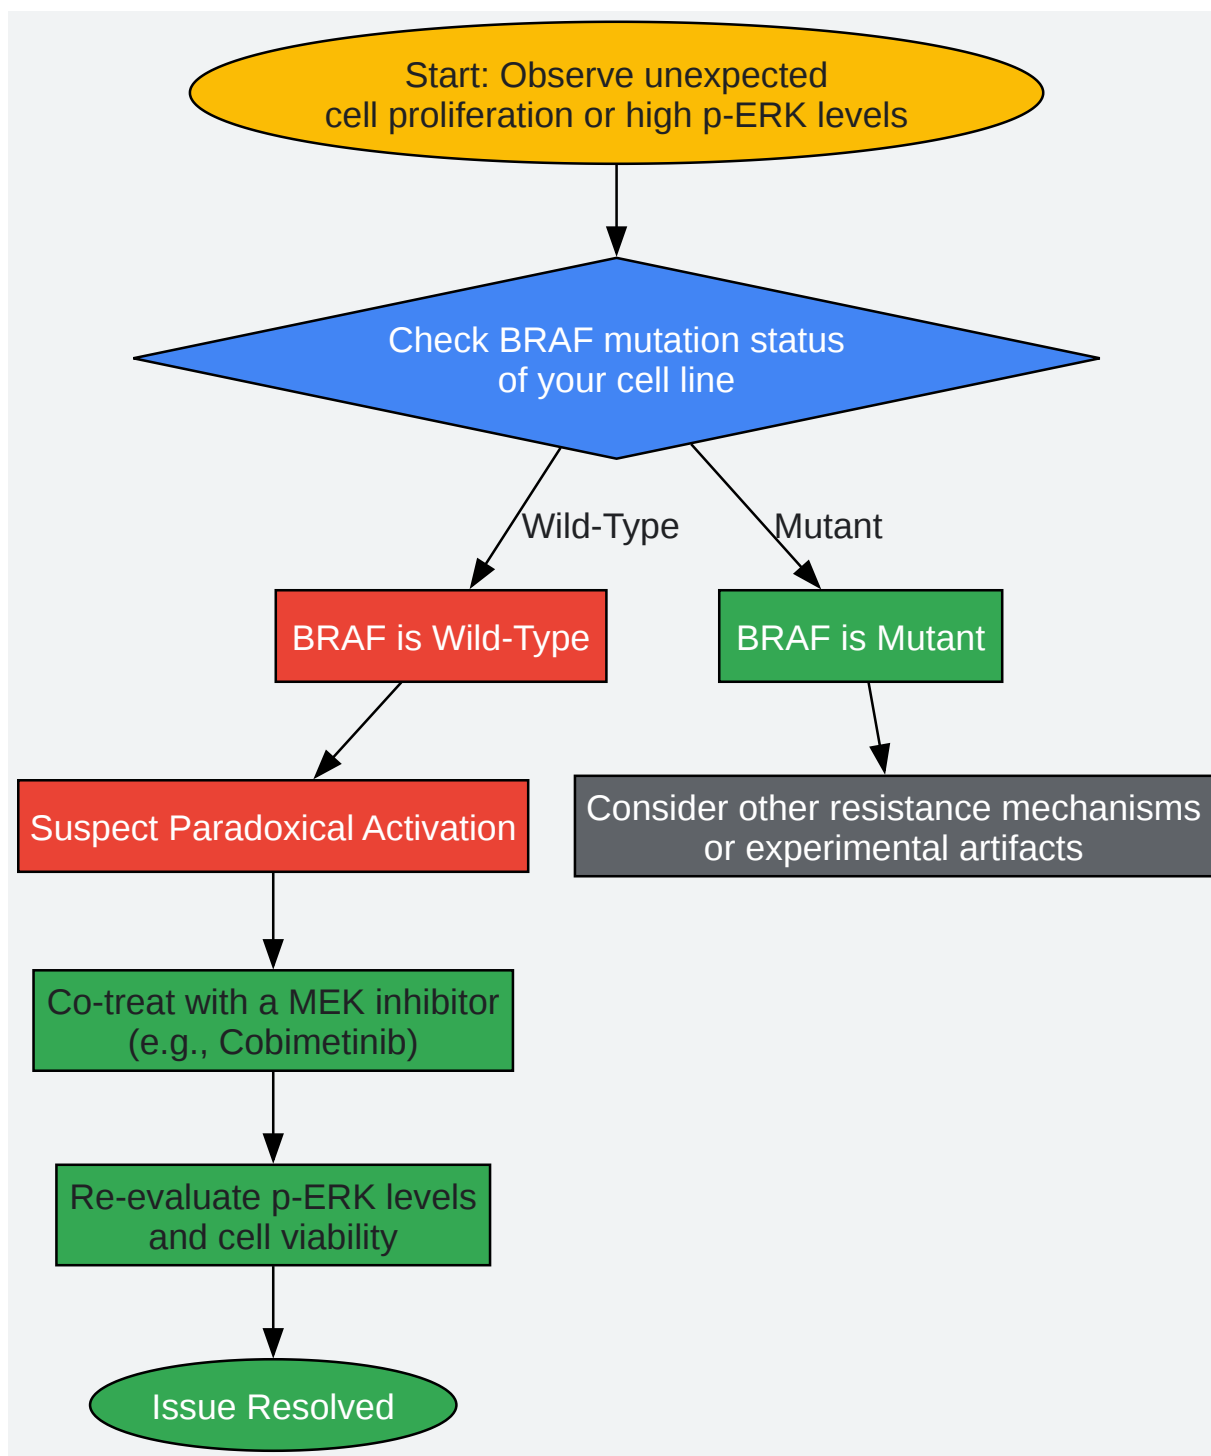 Start: Observe unexpected
cell proliferation or high p-ERK levels
Check BRAF mutation status
of your cell line
Wild-Type
Mutant
BRAF is Wild-Type
BRAF is Mutant
Suspect Paradoxical Activation
Consider other resistance mechanisms
or experimental artifacts
Co-treat with a MEK inhibitor
(e.g., Cobimetinib)
Re-evaluate p-ERK levels
and cell viability
Issue Resolved